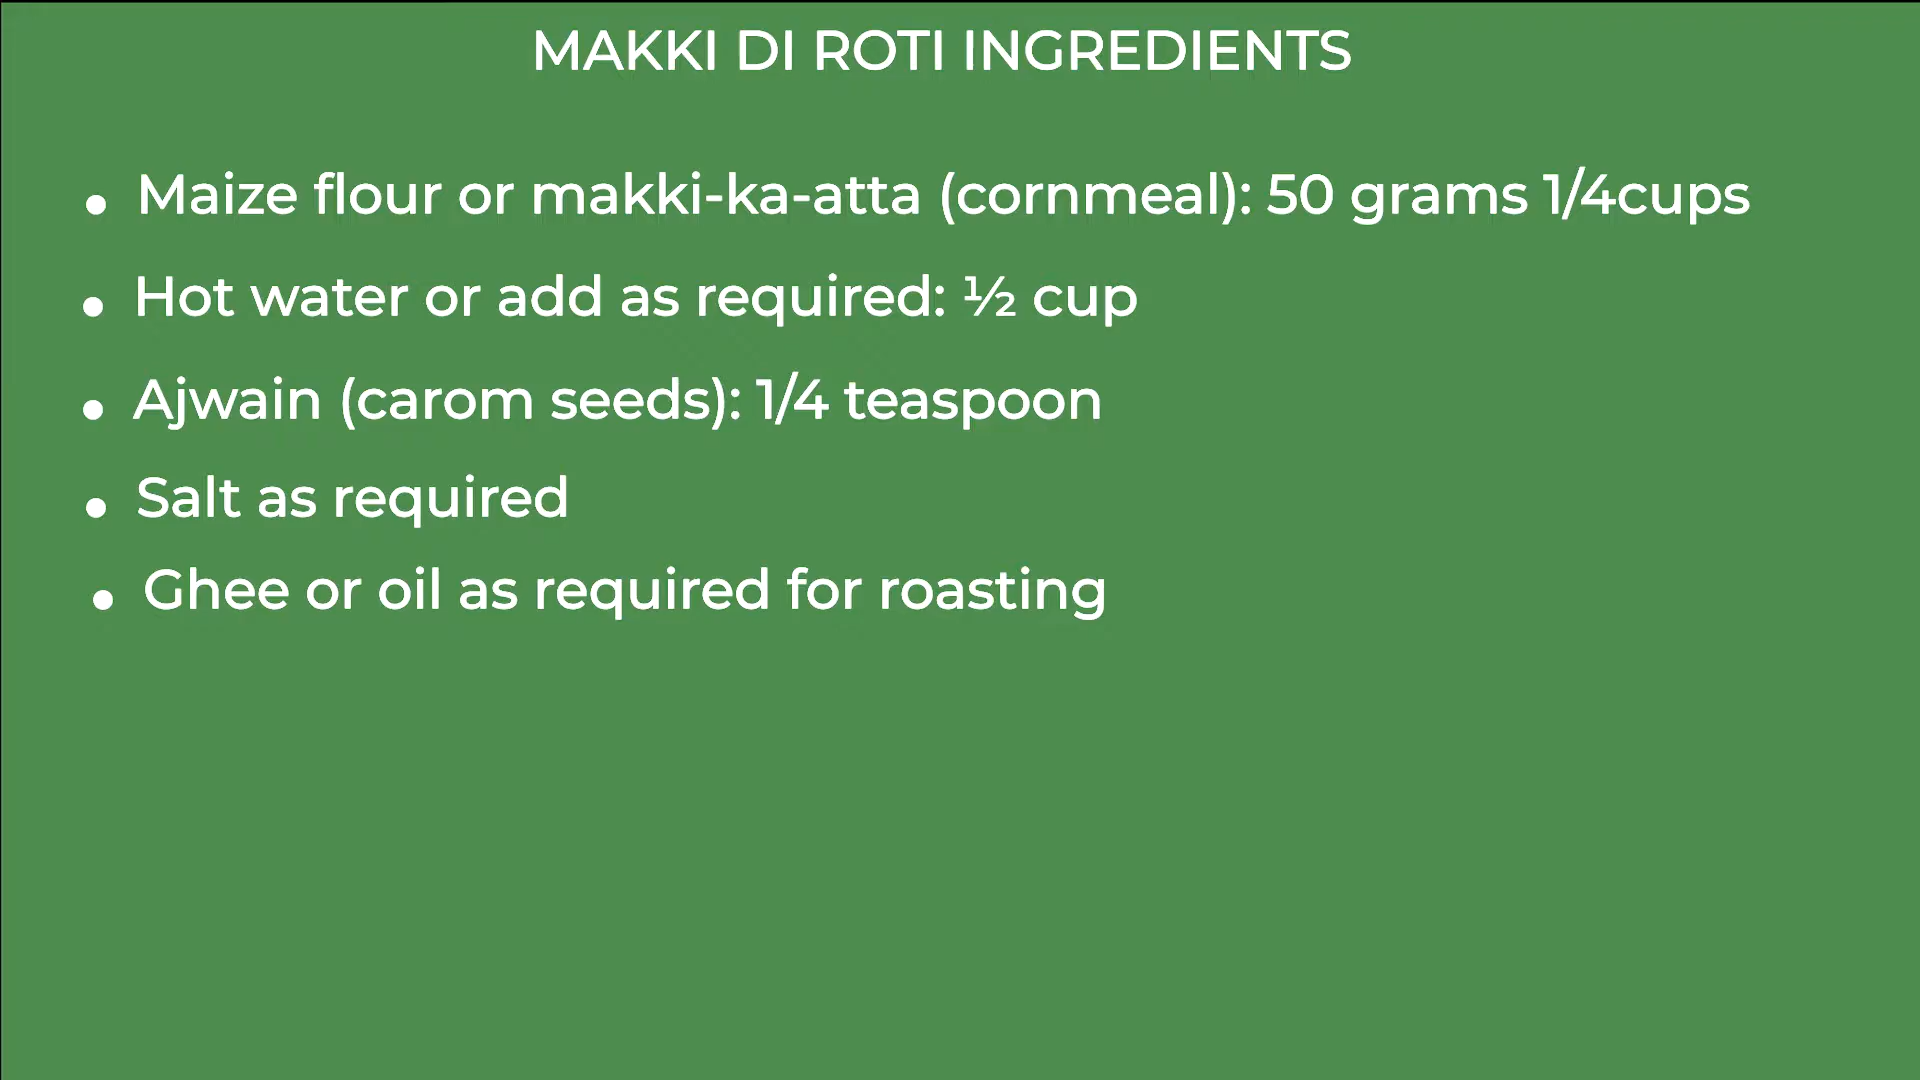 MAKKI DI ROTI INGREDIENTS
• Maize flour or makki-ka-atta (cornmeal): 50 grams 1/4cups
• Hot water or add as required: ½ cup
• Ajwain (carom seeds): 1/4 teaspoon
• Salt as required
• Ghee or oil as required for roasting